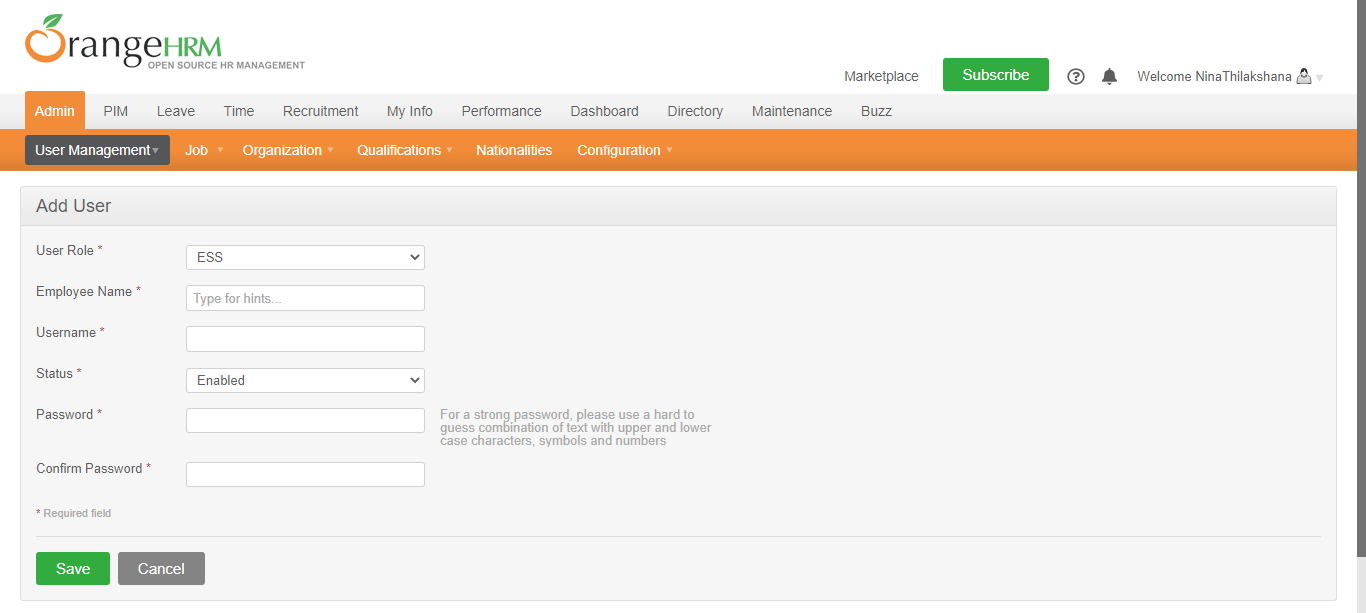 OrangeHRM
OPEN SOURCE HR MANAGEMENT
Marketplace Subscribe ? Welcome NinaThilakshana
Admin PIM Leave Time Recruitment My Info Performance Dashboard Directory Maintenance Buzz
User Management Job Organization Qualifications Nationalities Configuration
Add User
User Role * ESS
Employee Name * Type for hints...
Username *
Status * Enabled
Password * For a strong password, please use a hard to
guess combination of text with upper and lower
case characters, symbols and numbers
Confirm Password *
* Required field
Save Cancel